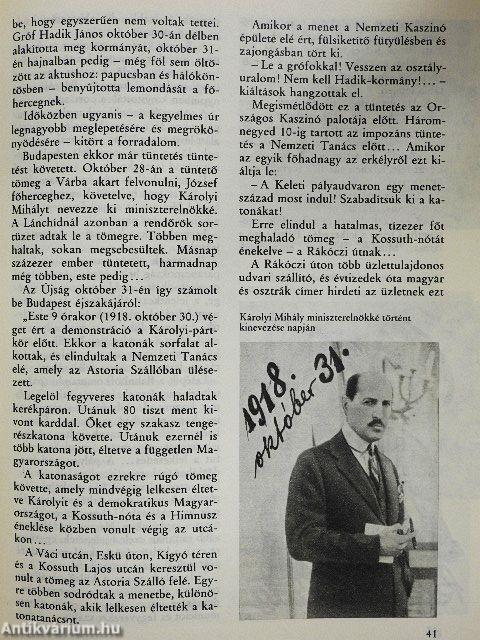 be, hogy egyszerűen nem voltak tettei.
Gróf Hadik János október 30-án délben
alakította meg kormányát, október 31-
én hajnalban pedig – még föl sem öltö-
zött az aktushoz: papucsban és hálókön-
tösben – benyújtotta lemondását a fő-
hercegnek.
Időközben ugyanis – a kegyelmes úr
legnagyobb meglepetésére és megrökö-
nyödésére – kitört a forradalom.
Budapesten ekkor már tüntetés tünte-
tést követett. Október 28-án a tüntető
tömeg a Várba akart felvonulni, József
főherceghez, követelve, hogy Károlyi
Mihályt nevezze ki miniszterelnökké.
A Lánchídnál azonban a rendőrök sor-
tüzet adtak le a tömegre. Többen meg-
haltak, sokan megsebesültek. Másnap
százezer ember tüntetett, harmadnap
még többen, este pedig...
Az Újság október 31-én így számolt
be Budapest éjszakájáról:
„Este 9 órakor (1918. október 30.)
véget ért a demonstráció a Károlyi-párt-
kör előtt. Ekkor a katonák sorfalat al-
kottak, és elindultak a Nemzeti Tanács
elé, amely az Astoria Szállóban ülése-
zett.
Legelöl fegyveres katonák haladtak
kerékpáron. Utánuk 80 tiszt ment ki-
vont karddal. Őket egy szakasz tenge-
részkatona követte. Utánuk ezernél is
több katona jött, éltetve a független Ma-
gyarországot.
A katonaságot ezrekre rúgó tömeg
követte, amely mindvégig lelkesen éltet-
te Károlyit és a demokratikus Magyar-
országot, a Kossuth-nóta és a Himnusz
éneklése közben vonult végig az utcá-
kon...
A Váci utcán, Eskü úton, Kígyó téren
és a Kossuth Lajos utcán keresztül vo-
nult a tömeg az Astoria Szálló felé. Egy-
re többen sodródtak a menetbe, különö-
sen katonák, akik lelkesen éltették a ka-
tonatanácsot.
Amikor a menet a Nemzeti Kaszinó
épülete elé ért, fülsiketítő fütyülésben és
zajongásban tört ki.
– Le a grófokkal! Vesszen az osztály-
uralom! Nem kell Hadik-kormány!... –
kiáltások hangzottak el.
Megismétlődött ez a tüntetés az Or-
szágos Kaszinó palotája előtt. Három-
negyed 10-ig tartott az impozáns tünte-
tés a Nemzeti Tanács előtt... Amikor
az egyik főhadnagy az erkélyről ezt ki-
áltja le:
– A Keleti pályaudvaron egy menet-
század most indul! Szabadítsuk ki a ka-
tonákat!
Erre elindul a hatalmas, tízezer főt
meghaladó tömeg – a Kossuth-nótát
énekelve – a Rákóczi útnak...
A Rákóczi úton több üzlettulajdonos
udvari szállító, és évtizedek óta magyar
és osztrák címer hirdeti az üzletnek ezt
Károlyi Mihály miniszterelnökké történt
kinevezése napján
1918.
október 31.
41
Antikvarium.hu